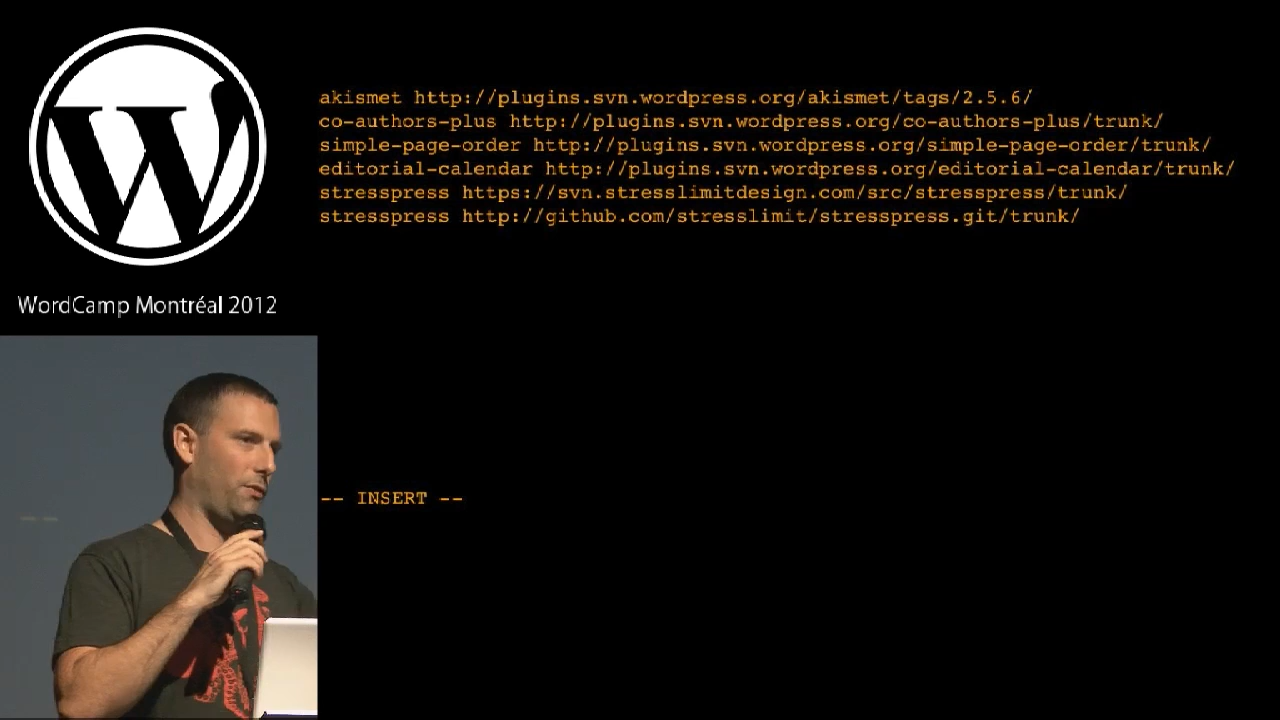 akismet http://plugins.svn.wordpress.org/akismet/tags/2.5.6/
co-authors-plus http://plugins.svn.wordpress.org/co-authors-plus/trunk/
simple-page-order http://plugins.svn.wordpress.org/simple-page-order/trunk/
editorial-calendar http://plugins.svn.wordpress.org/editorial-calendar/trunk/
stresspress https://svn.stresslimitdesign.com/src/stresspress/trunk/
stresspress http://github.com/stresslimit/stresspress.git/trunk/
WordCamp Montréal 2012
-- INSERT --